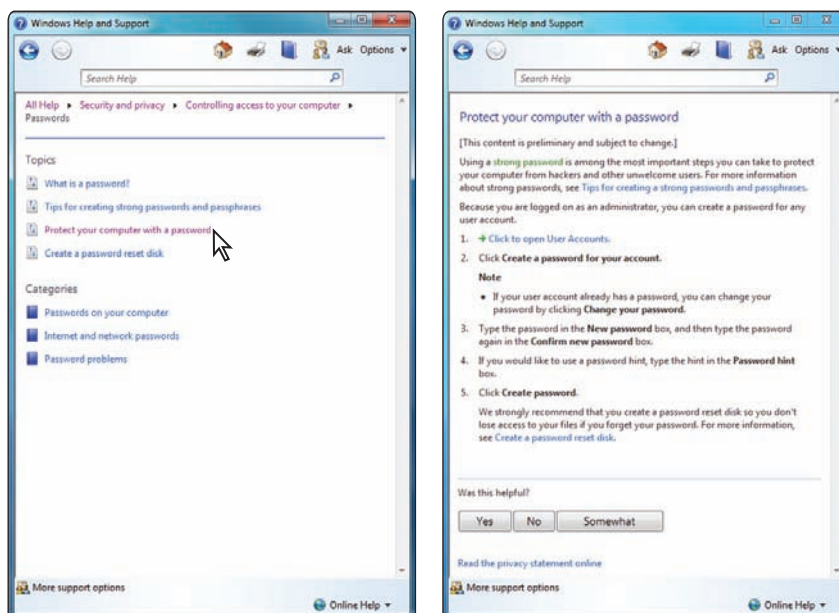 Windows Help and Support
Ask Options
Search Help
All Help ▸ Security and privacy ▸ Controlling access to your computer ▸
Passwords
Topics
What is a password?
Tips for creating strong passwords and passphrases
Protect your computer with a password
Create a password reset disk
Categories
Passwords on your computer
Internet and network passwords
Password problems
More support options
Online Help
Windows Help and Support
Ask Options
Search Help
Protect your computer with a password
[This content is preliminary and subject to change.]
Using a strong password is among the most important steps you can take to protect
your computer from hackers and other unwelcome users. For more information
about strong passwords, see Tips for creating a strong passwords and passphrases.
Because you are logged on as an administrator, you can create a password for any
user account.
1. Click to open User Accounts.
2. Click Create a password for your account.
Note
• If your user account already has a password, you can change your
password by clicking Change your password.
3. Type the password in the New password box, and then type the password
again in the Confirm new password box.
4. If you would like to use a password hint, type the hint in the Password hint
box.
5. Click Create password.
We strongly recommend that you create a password reset disk so you don't
lose access to your files if you forget your password. For more information,
see Create a password reset disk.
Was this helpful?
Yes No Somewhat
Read the privacy statement online
More support options
Online Help